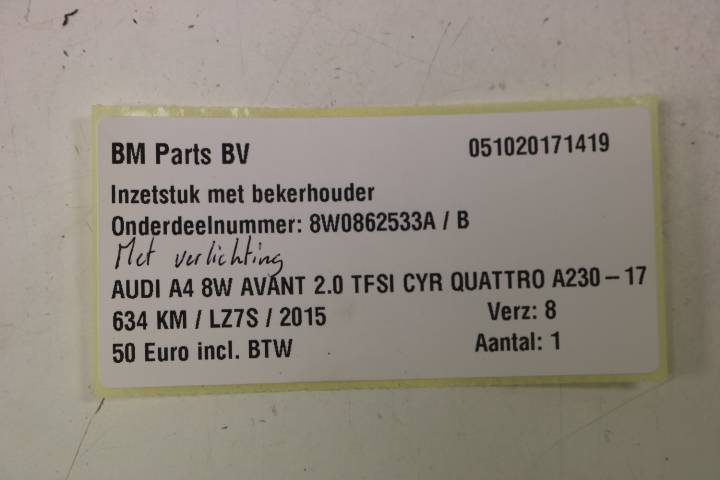 BM Parts BV 051020171419
Inzetstuk met bekerhouder
Onderdeelnummer: 8W0862533A / B
Met verlichting
AUDI A4 8W AVANT 2.0 TFSI CYR QUATTRO A230-17
634 KM / LZ7S / 2015 Verz: 8
50 Euro incl. BTW Aantal: 1